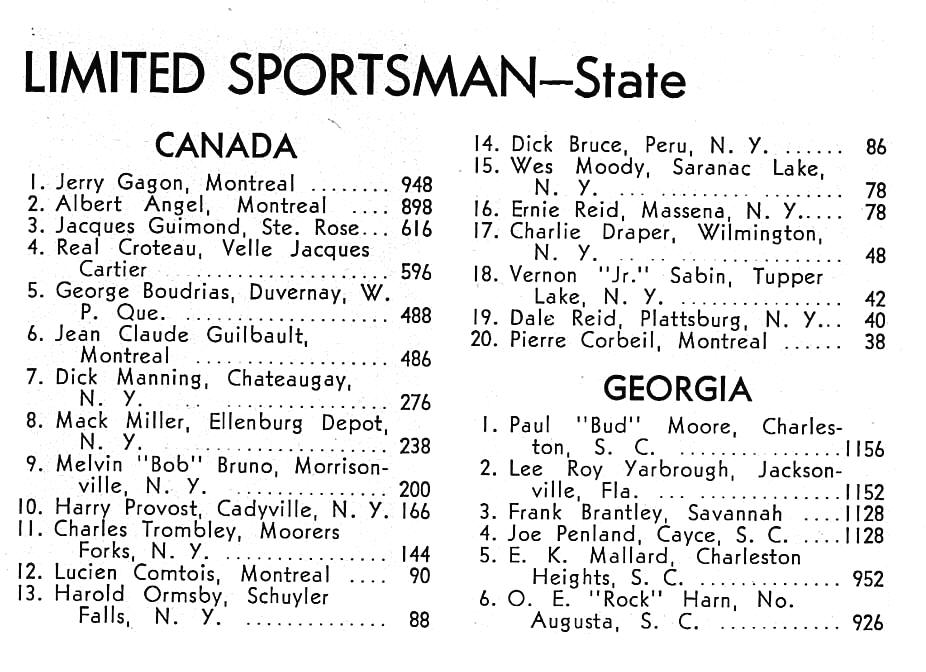 LIMITED SPORTSMAN—State
CANADA
1. Jerry Gagon, Montreal ........ 948
2. Albert Angel, Montreal .... 898
3. Jacques Guimond, Ste. Rose... 616
4. Real Croteau, Velle Jacques
Cartier .................... 596
5. George Boudrias, Duvernay, W.
P. Que. .................... 488
6. Jean Claude Guilbault,
Montreal .................. 486
7. Dick Manning, Chateaugay,
N. Y. .................... 276
8. Mack Miller, Ellenburg Depot,
N. Y. .................... 238
9. Melvin "Bob" Bruno, Morrison-
ville, N. Y. ................ 200
10. Harry Provost, Cadyville, N. Y. 166
11. Charles Trombley, Moorers
Forks, N. Y. .............. 144
12. Lucien Comtois, Montreal .... 90
13. Harold Ormsby, Schuyler
Falls, N. Y. .............. 88
14. Dick Bruce, Peru, N. Y. ...... 86
15. Wes Moody, Saranac Lake,
N. Y. .................... 78
16. Ernie Reid, Massena, N. Y..... 78
17. Charlie Draper, Wilmington,
N. Y. .................... 48
18. Vernon "Jr." Sabin, Tupper
Lake, N. Y. ................ 42
19. Dale Reid, Plattsburg, N. Y... 40
20. Pierre Corbeil, Montreal ...... 38
GEORGIA
1. Paul "Bud" Moore, Charles-
ton, S. C. ................1156
2. Lee Roy Yarbrough, Jackson-
ville, Fla. ................1152
3. Frank Brantley, Savannah ....1128
4. Joe Penland, Cayce, S. C. .....1128
5. E. K. Mallard, Charleston
Heights, S. C. .............. 952
6. O. E. "Rock" Harn, No.
Augusta, S. C. ............ 926